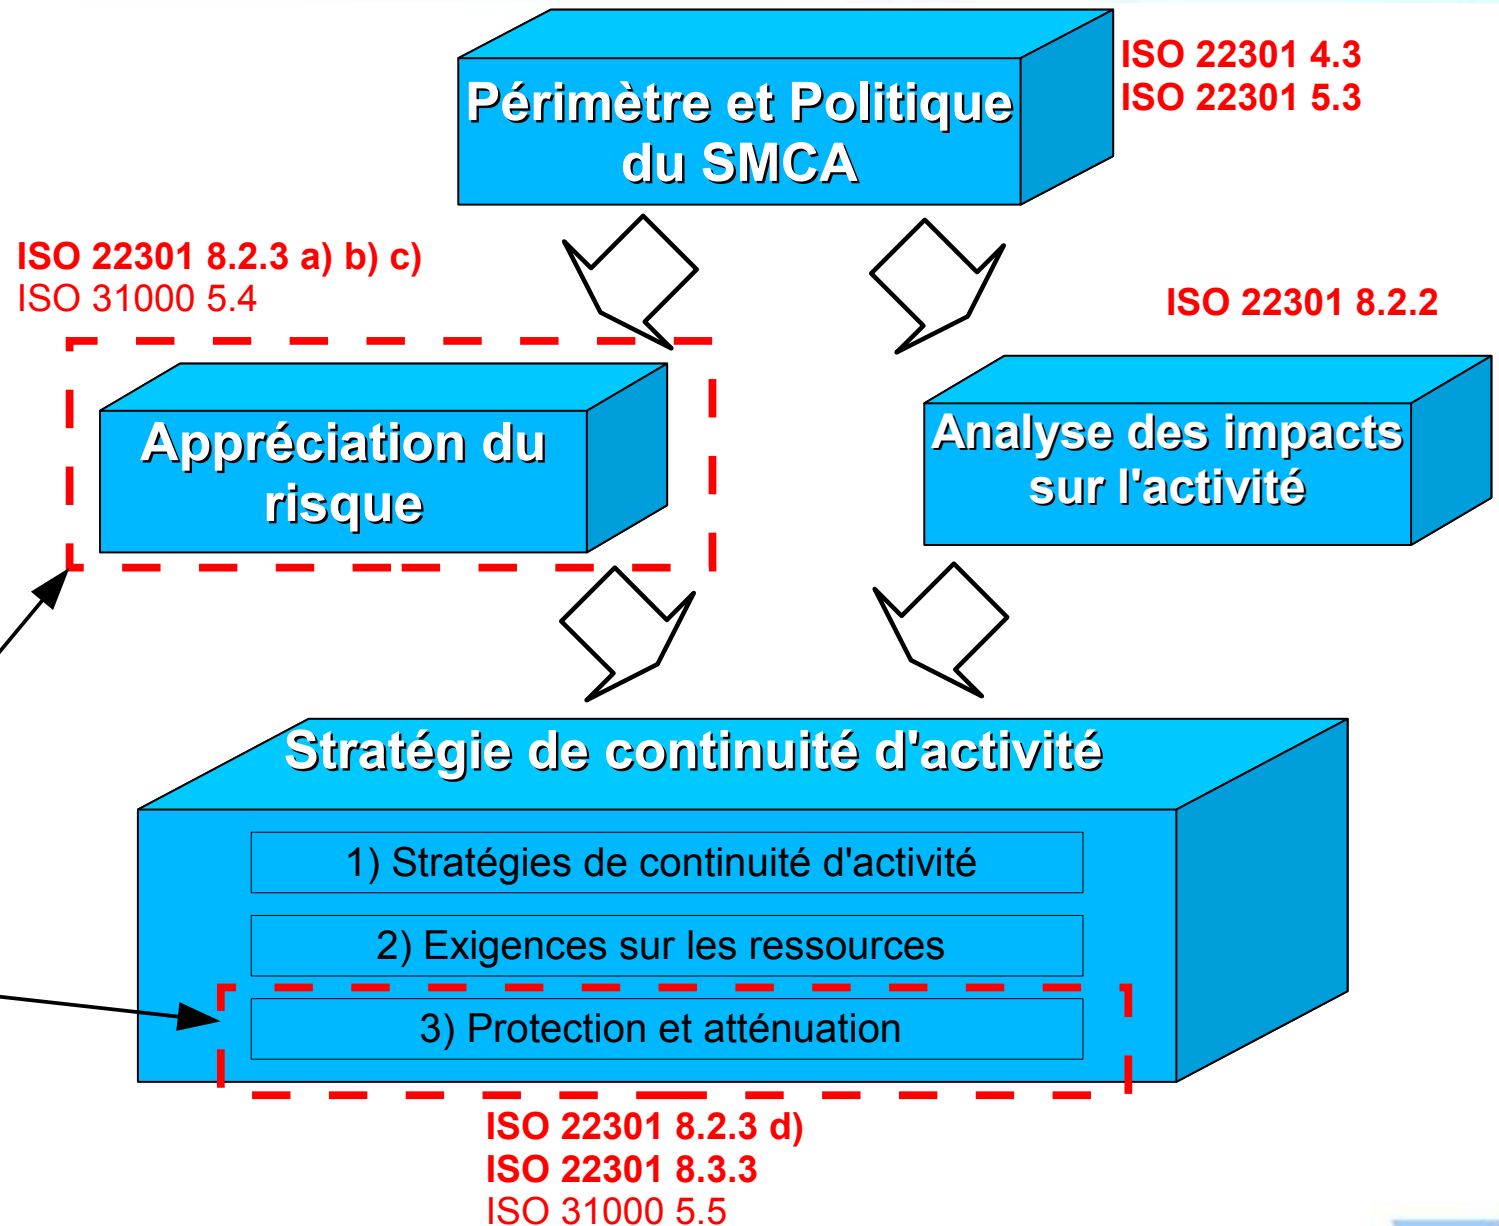 Périmètre et Politique
du SMCA
ISO 22301 4.3
ISO 22301 5.3
ISO 22301 8.2.3 a) b) c)
ISO 31000 5.4
ISO 22301 8.2.2
Appréciation du
risque
Analyse des impacts
sur l'activité
Stratégie de continuité d'activité
1) Stratégies de continuité d'activité
2) Exigences sur les ressources
3) Protection et atténuation
ISO 22301 8.2.3 d)
ISO 22301 8.3.3
ISO 31000 5.5